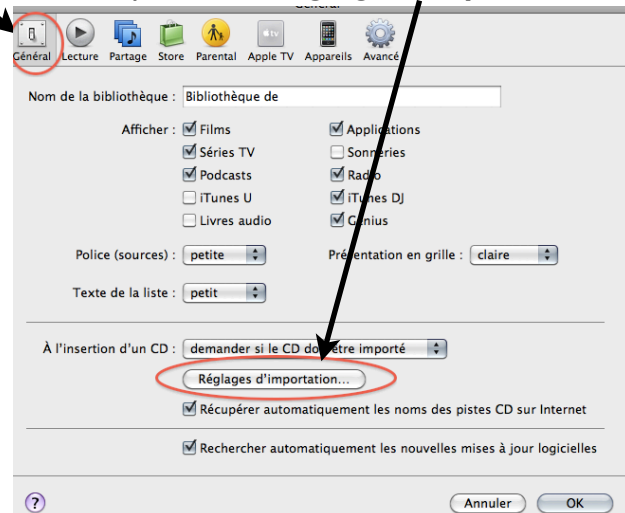 Général
Général Lecture Partage Store Parental Apple TV Appareils Avancé
Nom de la bibliothèque : Bibliothèque de
Afficher : Films Applications
Séries TV Sonneries
Podcasts Radio
iTunes U iTunes DJ
Livres audio Genius
Police (sources) : petite Présentation en grille : claire
Texte de la liste : petit
À l'insertion d'un CD : demander si le CD doit être importé
Réglages d'importation...
Récupérer automatiquement les noms des pistes CD sur Internet
Rechercher automatiquement les nouvelles mises à jour logicielles
? Annuler OK